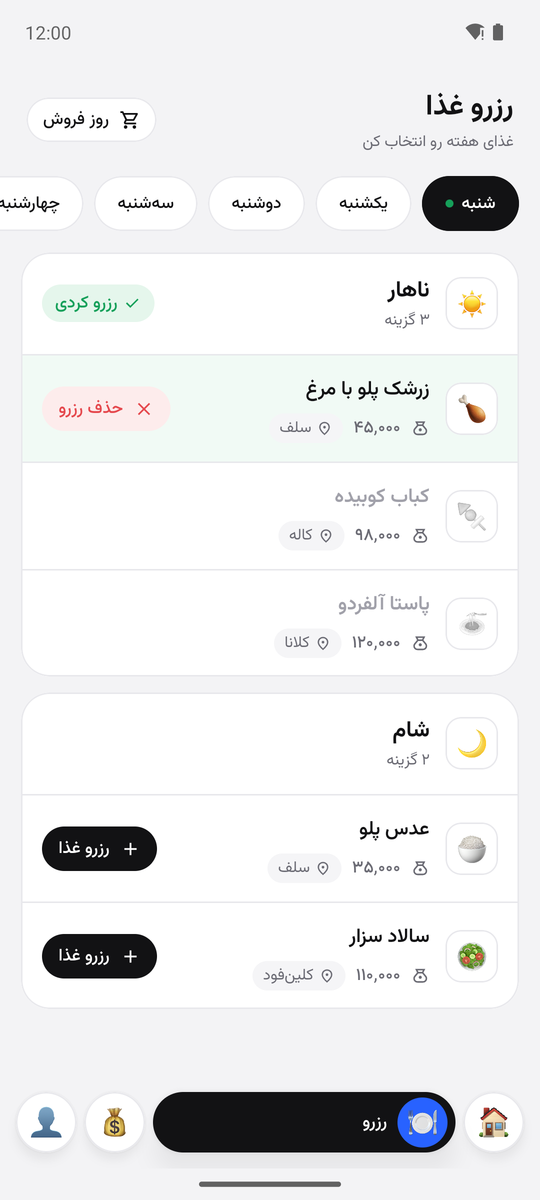 12:00
رزرو غذا
غذای هفته رو انتخاب کن
روز فروش
شنبه
یکشنبه
دوشنبه
سه‌شنبه
چهارشنبه
ناهار
۳ گزینه
رزرو کردی
زرشک پلو با مرغ
۴۵,۰۰۰
سلف
حذف رزرو
کباب کوبیده
۹۸,۰۰۰
کاله
پاستا آلفردو
۱۲۰,۰۰۰
کلانا
شام
۲ گزینه
عدس پلو
۳۵,۰۰۰
سلف
رزرو غذا
سالاد سزار
۱۱۰,۰۰۰
کلین‌فود
رزرو غذا
رزرو